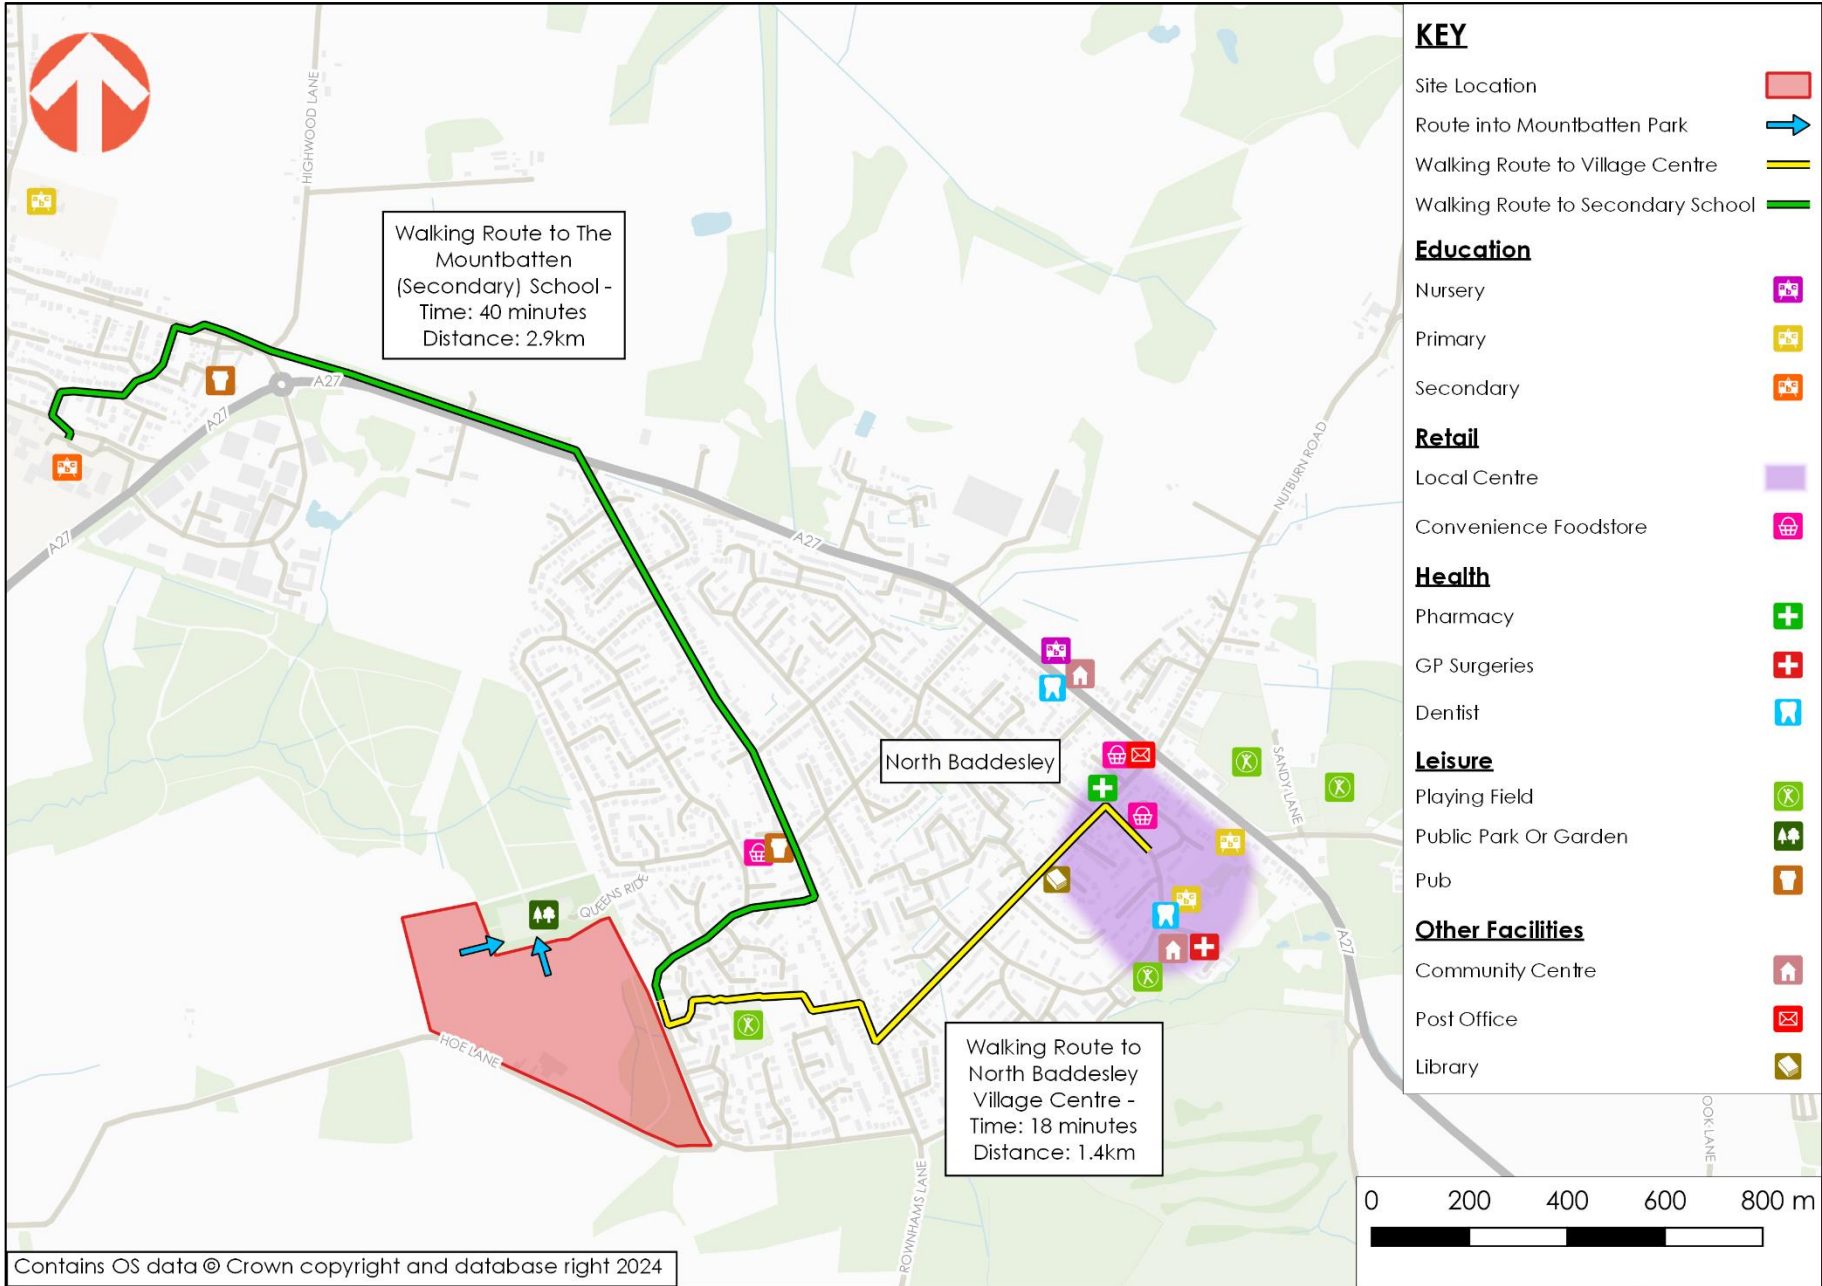 KEY
Site Location
Route into Mountbatten Park
Walking Route to Village Centre
Walking Route to Secondary School
Education
Nursery
Primary
Secondary
Retail
Local Centre
Convenience Foodstore
Health
Pharmacy
GP Surgeries
Dentist
Leisure
Playing Field
Public Park Or Garden
Pub
Other Facilities
Community Centre
Post Office
Library
HIGHWOOD LANE
Walking Route to The
Mountbatten
(Secondary) School -
Time: 40 minutes
Distance: 2.9km
A27
A27
A27
A27
NUTBURN ROAD
North Baddesley
SANDY LANE
QUEENS RIDE
A27
HOE LANE
Walking Route to
North Baddesley
Village Centre -
Time: 18 minutes
Distance: 1.4km
ROWNHAMS LANE
OOK LANE
0 200 400 600 800 m
Contains OS data © Crown copyright and database right 2024